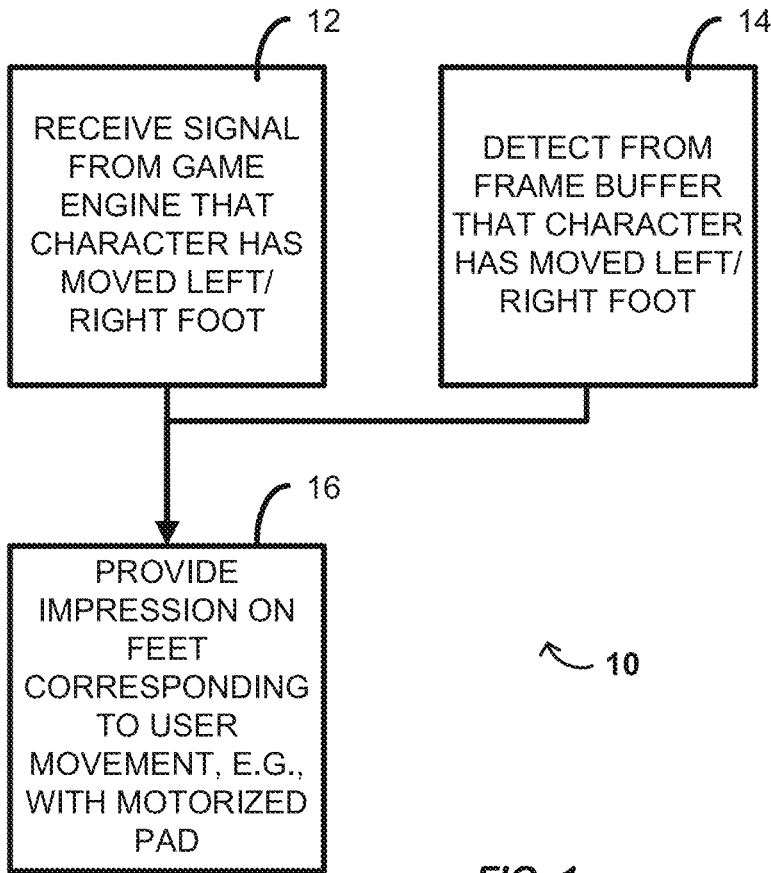 12
RECEIVE SIGNAL
FROM GAME
ENGINE THAT
CHARACTER HAS
MOVED LEFT/
RIGHT FOOT
14
DETECT FROM
FRAME BUFFER
THAT CHARACTER
HAS MOVED LEFT/
RIGHT FOOT
16
PROVIDE
IMPRESSION ON
FEET
CORRESPONDING
TO USER
MOVEMENT, E.G.,
WITH MOTORIZED
PAD
10
FIG. 1